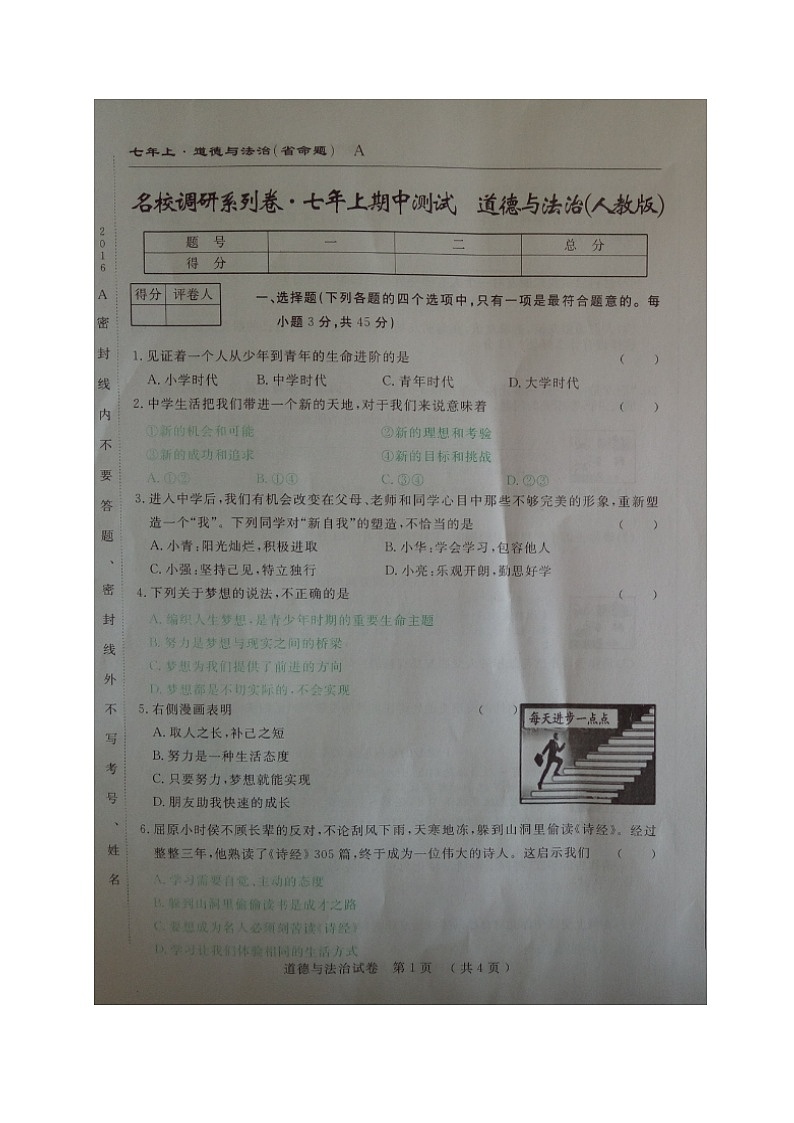 七年上·道德与法治(省命题) A
名校调研系列卷·七年上期中测试 道德与法治(人教版)
题 号 一 二 总 分
得 分
得分 评卷人
一、选择题(下列各题的四个选项中,只有一项是最符合题意的。每
小题3分,共45分)
1.见证着一个人从少年到青年的生命进阶的是 ( )
A.小学时代 B.中学时代 C.青年时代 D.大学时代
2.中学生活把我们带进一个新的天地,对于我们来说意味着 ( )
①新的机会和可能 ②新的理想和考验
③新的成功和追求 ④新的目标和挑战
A.①② B.①④ C.③④ D.②③
3.进入中学后,我们有机会改变在父母、老师和同学心目中那些不够完美的形象,重新塑
造一个“我”。下列同学对“新自我”的塑造,不恰当的是 ( )
A.小青:阳光灿烂,积极进取 B.小华:学会学习,包容他人
C.小强:坚持己见,特立独行 D.小亮:乐观开朗,勤思好学
4.下列关于梦想的说法,不正确的是 ( )
A.编织人生梦想,是青少年时期的重要生命主题
B.努力是梦想与现实之间的桥梁
C.梦想为我们提供了前进的方向
D.梦想都是不切实际的,不会实现
5.右侧漫画表明 ( )
每天进步一点点
A.取人之长,补己之短
B.努力是一种生活态度
C.只要努力,梦想就能实现
D.朋友助我快速的成长
6.屈原小时侯不顾长辈的反对,不论刮风下雨,天寒地冻,躲到山洞里偷读《诗经》。经过
整整三年,他熟读了《诗经》305篇,终于成为一位伟大的诗人。这启示我们 ( )
A.学习需要自觉、主动的态度
B.躲到山洞里偷偷读书是成才之路
C.要想成为名人必须刻苦读《诗经》
D.学习让我们体验相同的生活方式
道德与法治试卷 第1页 (共4页)
2016 A 密封线内不要答题、密封线外不写考号、姓名